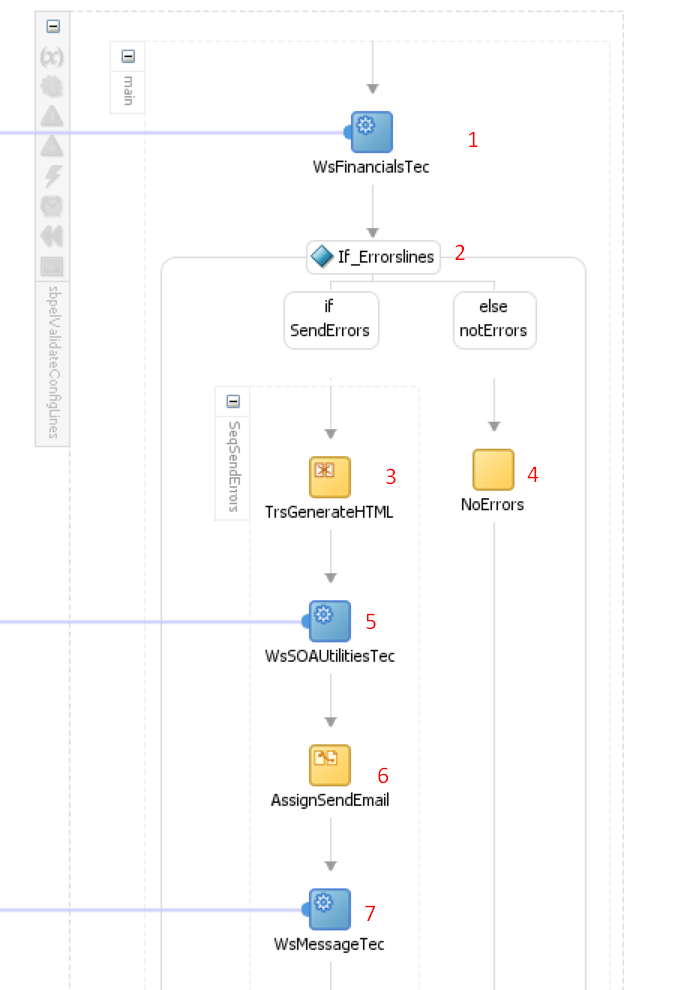 main
WsFinancialsTec
1
If_Errorslines
2
if
SendErrors
else
notErrors
sbpelValidateConfigLines
SeqSendErrors
TrsGenerateHTML
3
NoErrors
4
WsSOAUtilitiesTec
5
AssignSendEmail
6
WsMessageTec
7
(x)